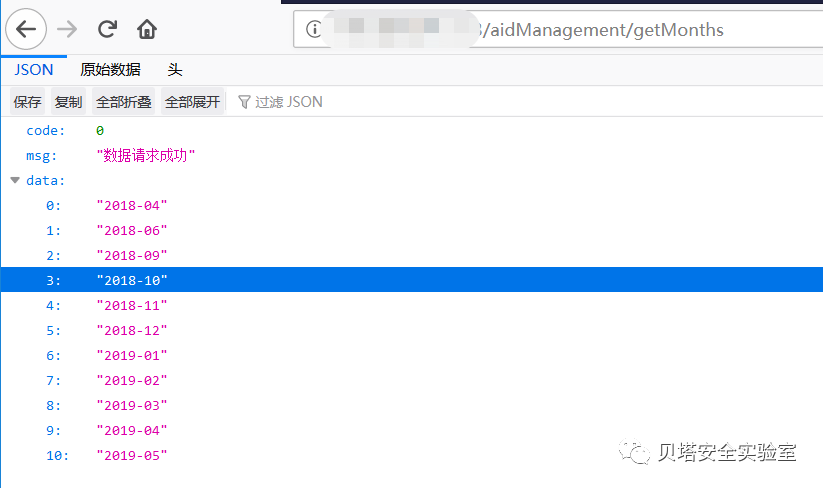 /aidManagement/getMonths
JSON 原始数据 头
保存 复制 全部折叠 全部展开 过滤 JSON
code: 0
msg: "数据请求成功"
data:
0: "2018-04"
1: "2018-06"
2: "2018-09"
3: "2018-10"
4: "2018-11"
5: "2018-12"
6: "2019-01"
7: "2019-02"
8: "2019-03"
9: "2019-04"
10: "2019-05"
贝塔安全实验室